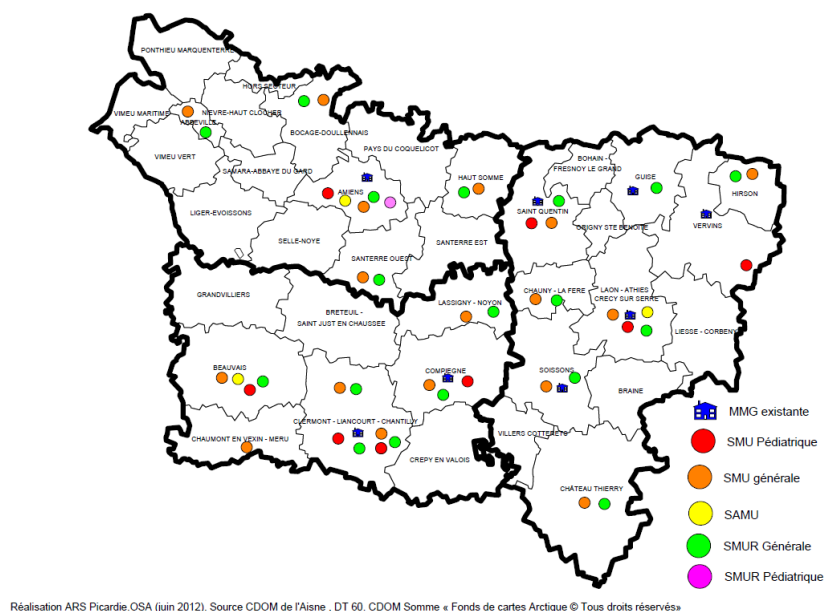 PONTHIEU MARQUENTERRE
HORS SECTEUR
VIMEU MARITIME
NIEVRE-HAUT CLOCHER
ABBEVILLE
BOCAGE-DOULLENNAIS
PAYS DU COQUELICOT
VIMEU VERT
SAMARA-ABBAYE DU GARD
AMIENS
HAUT SOMME
BOHAIN -
FRESNOY LE GRAND
GUISE
HIRSON
LIGER-EVOISSONS
SAINT QUENTIN
ORIGNY STE BENOITE
VERVINS
SELLE-NOYE
SANTERRE EST
SANTERRE OUEST
GRANDVILLIERS
BRETEUIL -
SAINT JUST EN CHAUSSEE
LASSIGNY - NOYON
CHAUNY - LA FERE
LAON - ATHIES
CRECY SUR SERRE
LIESSE - CORBENY
BEAUVAIS
COMPIEGNE
SOISSONS
BRAINE
CLERMONT - LIANCOURT - CHANTILLY
CHAUMONT EN VEXIN - MERU
VILLERS COTTERETS
CREPY EN VALOIS
CHÂTEAU THIERRY
MMG existante
SMU Pédiatrique
SMU générale
SAMU
SMUR Générale
SMUR Pédiatrique
Réalisation ARS Picardie.OSA (juin 2012). Source CDOM de l'Aisne , DT 60, CDOM Somme « Fonds de cartes Arctique © Tous droits réservés»